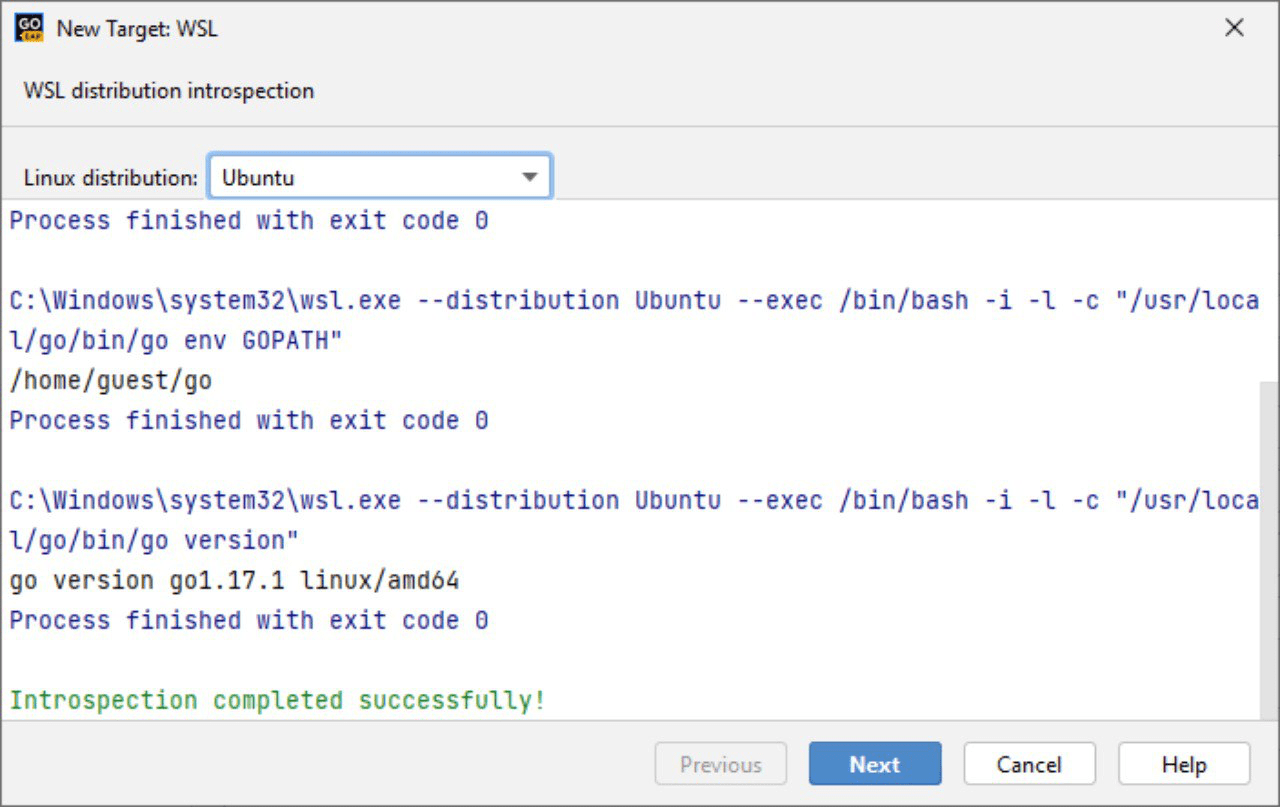 GO
EAP
New Target: WSL
WSL distribution introspection
Linux distribution: Ubuntu
Process finished with exit code 0
C:\Windows\system32\wsl.exe --distribution Ubuntu --exec /bin/bash -i -l -c "/usr/loca
l/go/bin/go env GOPATH"
/home/guest/go
Process finished with exit code 0
C:\Windows\system32\wsl.exe --distribution Ubuntu --exec /bin/bash -i -l -c "/usr/loca
l/go/bin/go version"
go version go1.17.1 linux/amd64
Process finished with exit code 0
Introspection completed successfully!
Previous Next Cancel Help